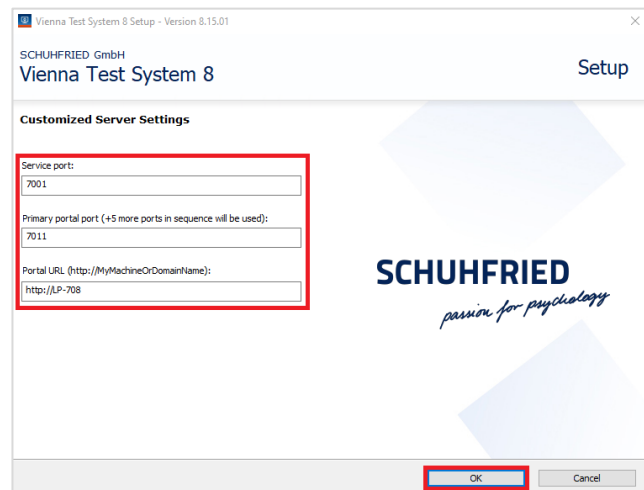 Vienna Test System 8 Setup - Version 8.15.01
SCHUHFRIED GmbH
Vienna Test System 8
Setup
Customized Server Settings
Service port:
7001
Primary portal port (+5 more ports in sequence will be used):
7011
Portal URL (http://MyMachineOrDomainName):
http://LP-708
SCHUHFRIED
passion for psychology
OK
Cancel